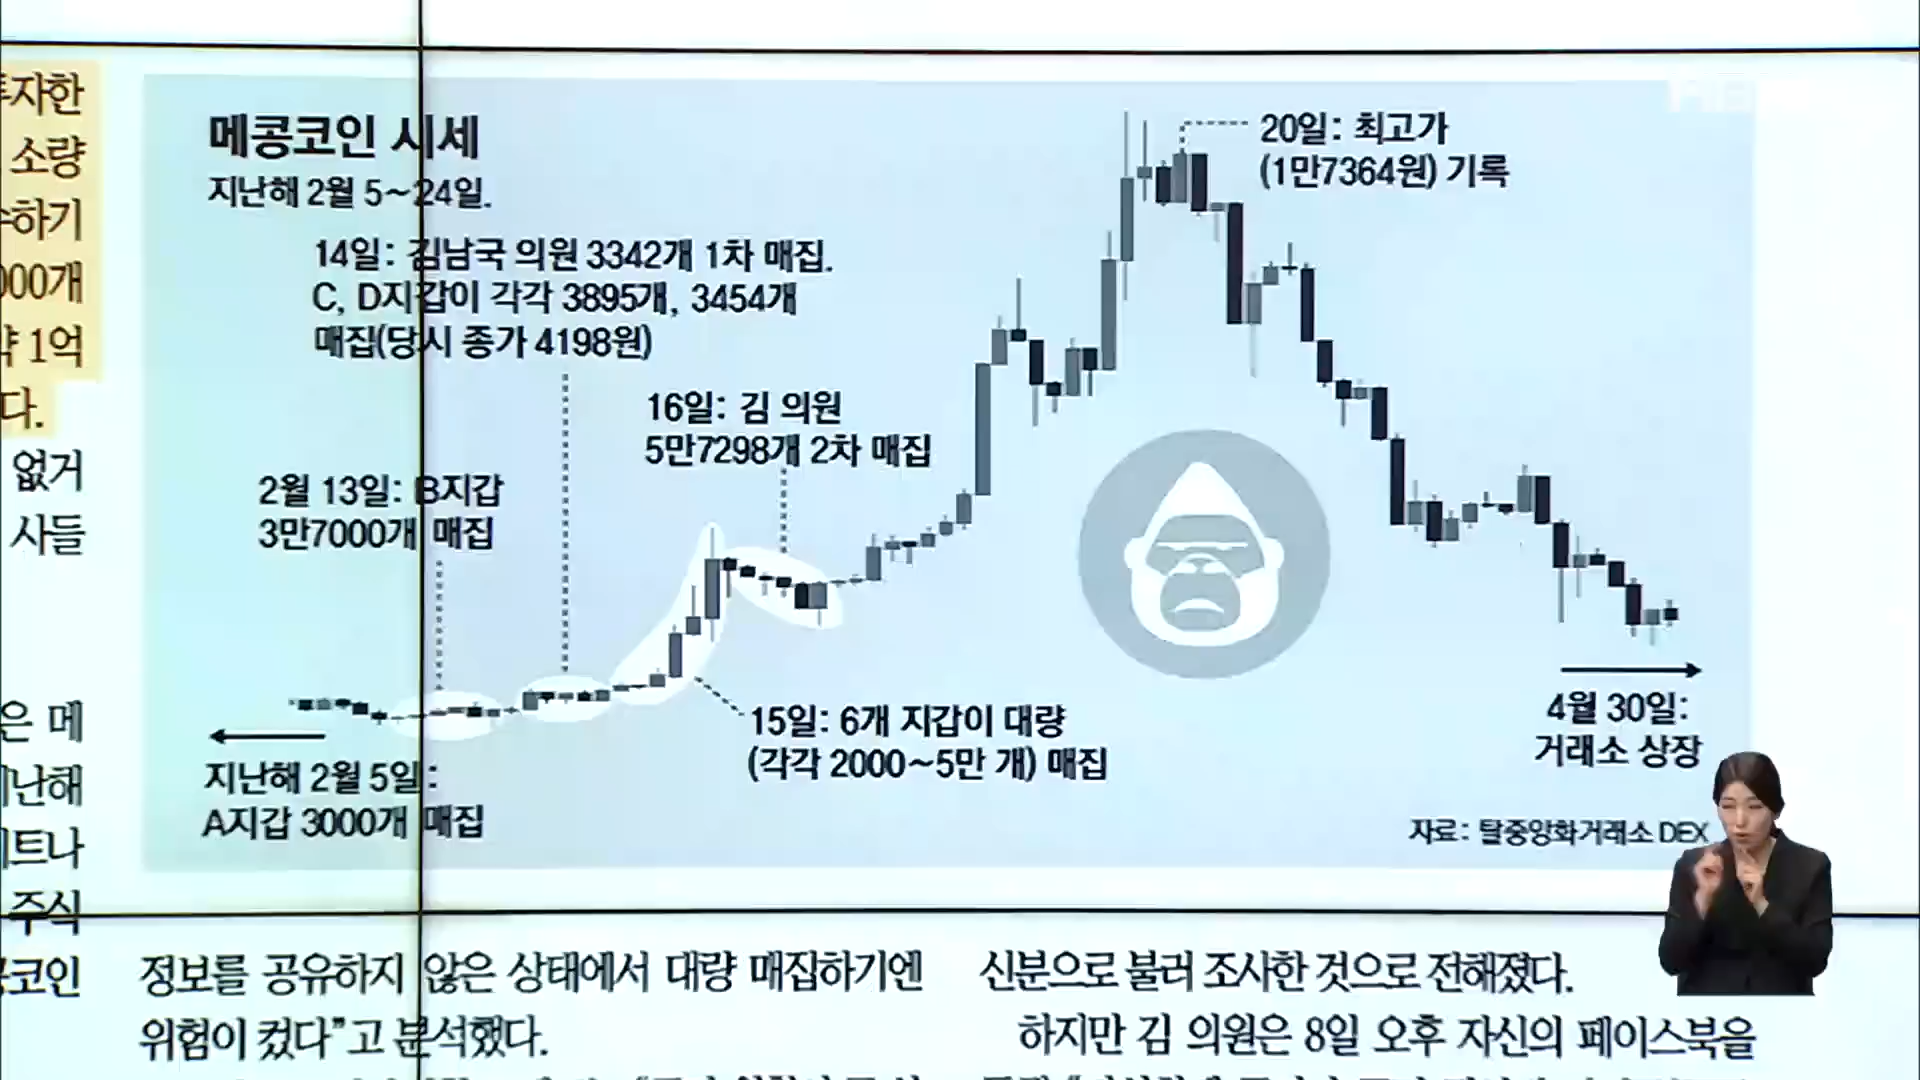 투자한
소량
수하기
000개
약 1억
다.
없거
사들
은 메
지난해
비트나
주식
콩코인
메콩코인 시세
지난해 2월 5~24일.
14일: 김남국 의원 3342개 1차 매집.
C, D지갑이 각각 3895개, 3454개
매집(당시 종가 4198원)
20일: 최고가
(1만7364원) 기록
16일: 김 의원
5만7298개 2차 매집
2월 13일: B지갑
3만7000개 매집
15일: 6개 지갑이 대량
(각각 2000~5만 개) 매집
지난해 2월 5일:
A지갑 3000개 매집
4월 30일:
거래소 상장
자료: 탈중앙화거래소 DEX
정보를 공유하지 않은 상태에서 대량 매집하기엔
위험이 컸다”고 분석했다.
신분으로 불러 조사한 것으로 전해졌다.
하지만 김 의원은 8일 오후 자신의 페이스북을